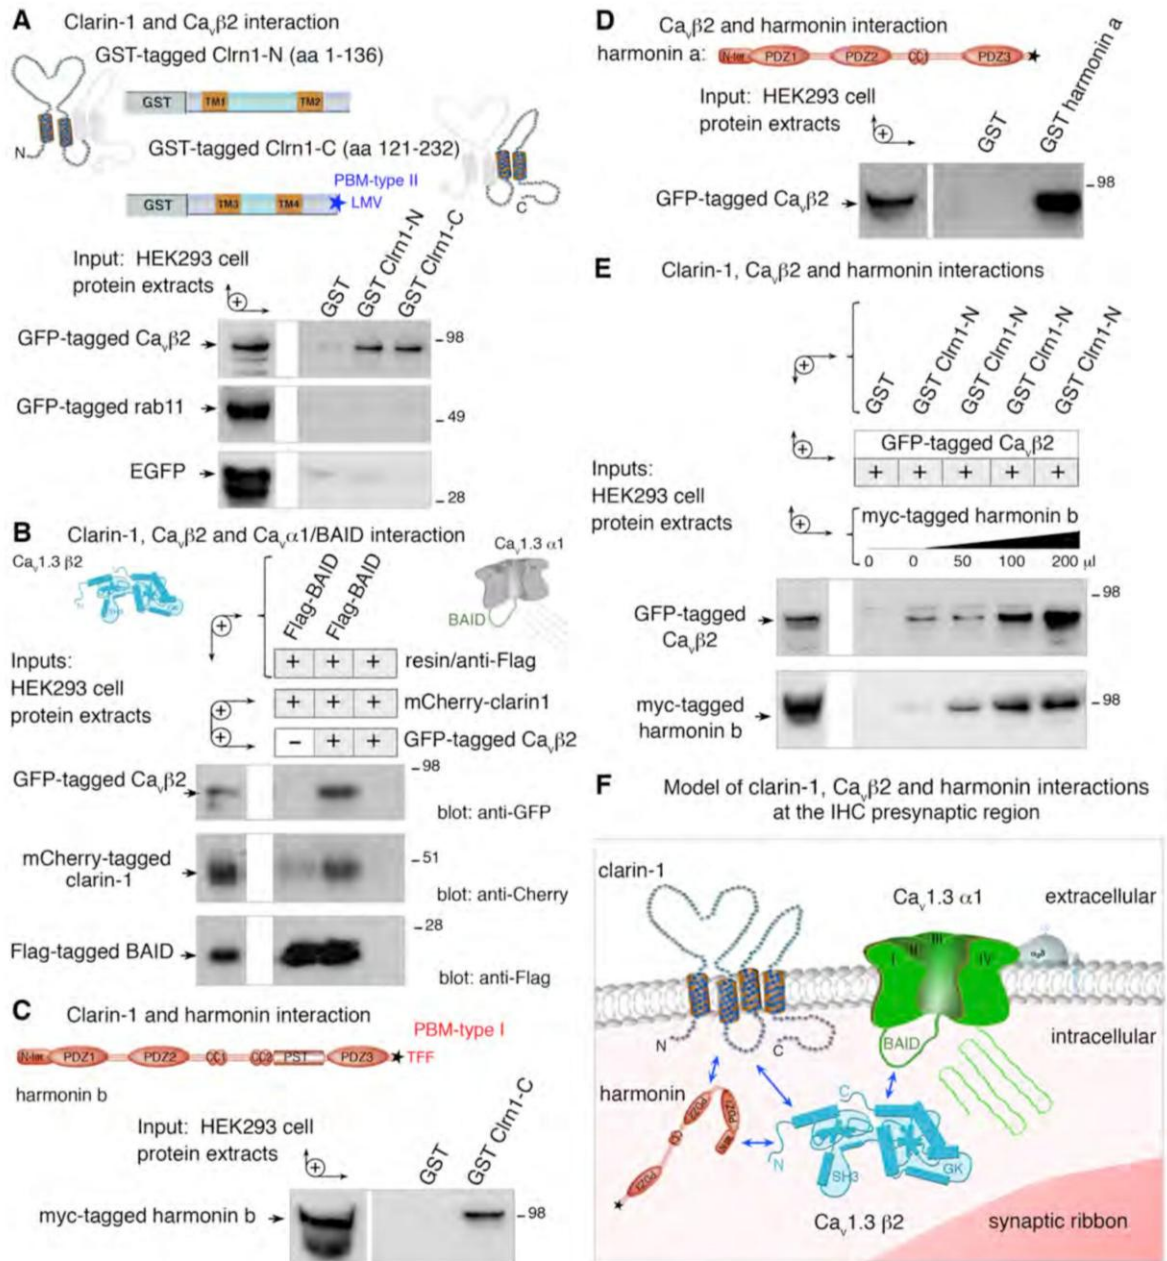 A Clarin-1 and Cavβ2 interaction
GST-tagged Clrn1-N (aa 1-136)
GST TM1 TM2
N
GST-tagged Clrn1-C (aa 121-232)
PBM-type II
GST TM3 TM4 LMV
C
Input: HEK293 cell
protein extracts
+
GST
GST Clrn1-N
GST Clrn1-C
GFP-tagged Cavβ2
98
GFP-tagged rab11
49
EGFP
28
B Clarin-1, Cavβ2 and Cavα1/BAID interaction
Cav1.3 β2
Cav1.3 α1
BAID
Flag-BAID
Flag-BAID
Inputs:
HEK293 cell
protein extracts
+ + + resin/anti-Flag
+ + + mCherry-clarin1
− + + GFP-tagged Cavβ2
GFP-tagged Cavβ2
98
blot: anti-GFP
mCherry-tagged
clarin-1
51
blot: anti-Cherry
Flag-tagged BAID
28
blot: anti-Flag
C Clarin-1 and harmonin interaction
PBM-type I
N-ter PDZ1 PDZ2 CC1 CC2 PST PDZ3 TFF
harmonin b
Input: HEK293 cell
protein extracts
+
GST
GST Clrn1-C
myc-tagged harmonin b
98
D Cavβ2 and harmonin interaction
harmonin a: N-ter PDZ1 PDZ2 CC1 PDZ3
Input: HEK293 cell
protein extracts
+
GST
GST harmonin a
GFP-tagged Cavβ2
98
E Clarin-1, Cavβ2 and harmonin interactions
GST
GST Clrn1-N
GST Clrn1-N
GST Clrn1-N
GST Clrn1-N
Inputs:
HEK293 cell
protein extracts
GFP-tagged Cavβ2
+ + + + +
myc-tagged harmonin b
0 0 50 100 200 µl
GFP-tagged
Cavβ2
98
myc-tagged
harmonin b
98
F Model of clarin-1, Cavβ2 and harmonin interactions
at the IHC presynaptic region
clarin-1
Cav1.3 α1
extracellular
I II III IV α2δ
intracellular
N C BAID
harmonin
PDZ2 PDZ1 N-ter CC1 PDZ3
C
N
SH3 GK
Cav1.3 β2
synaptic ribbon